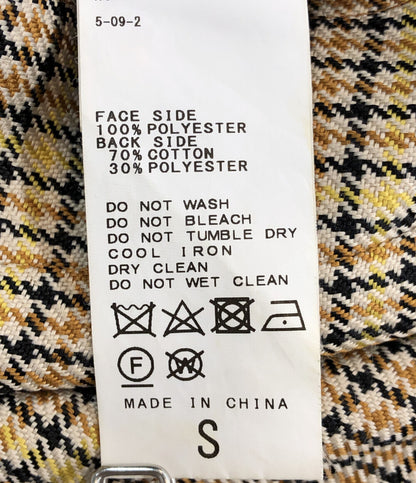 5-09-2
FACE SIDE
100% POLYESTER
BACK SIDE
70% COTTON
30% POLYESTER
DO NOT WASH
DO NOT BLEACH
DO NOT TUMBLE DRY
COOL IRON
DRY CLEAN
DO NOT WET CLEAN
F W
MADE IN CHINA
S